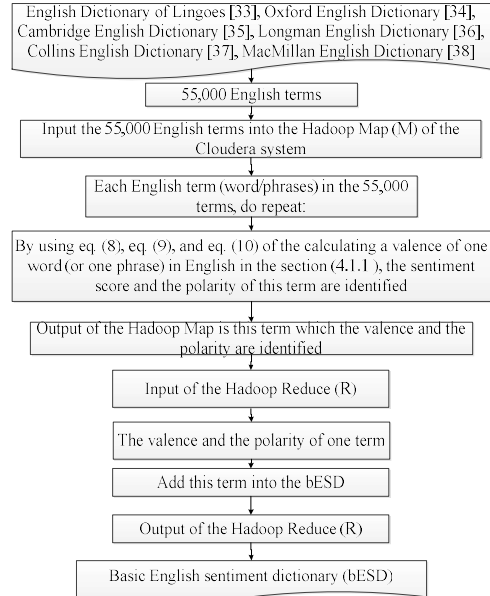 English Dictionary of Lingoes [33], Oxford English Dictionary [34],
Cambridge English Dictionary [35], Longman English Dictionary [36],
Collins English Dictionary [37], MacMillan English Dictionary [38]
55,000 English terms
Input the 55,000 English terms into the Hadoop Map (M) of the
Cloudera system
Each English term (word/phrases) in the 55,000
terms, do repeat:
By using eq. (8), eq. (9), and eq. (10) of the calculating a valence of one
word (or one phrase) in English in the section (4.1.1 ), the sentiment
score and the polarity of this term are identified
Output of the Hadoop Map is this term which the valence and the
polarity are identified
Input of the Hadoop Reduce (R)
The valence and the polarity of one term
Add this term into the bESD
Output of the Hadoop Reduce (R)
Basic English sentiment dictionary (bESD)